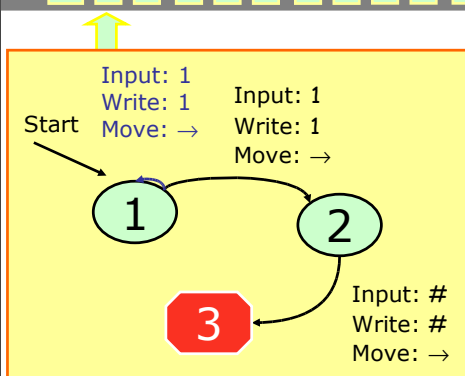 Input: 1
Write: 1
Move: →
Input: 1
Write: 1
Move: →
Start
1
2
3
Input: #
Write: #
Move: →